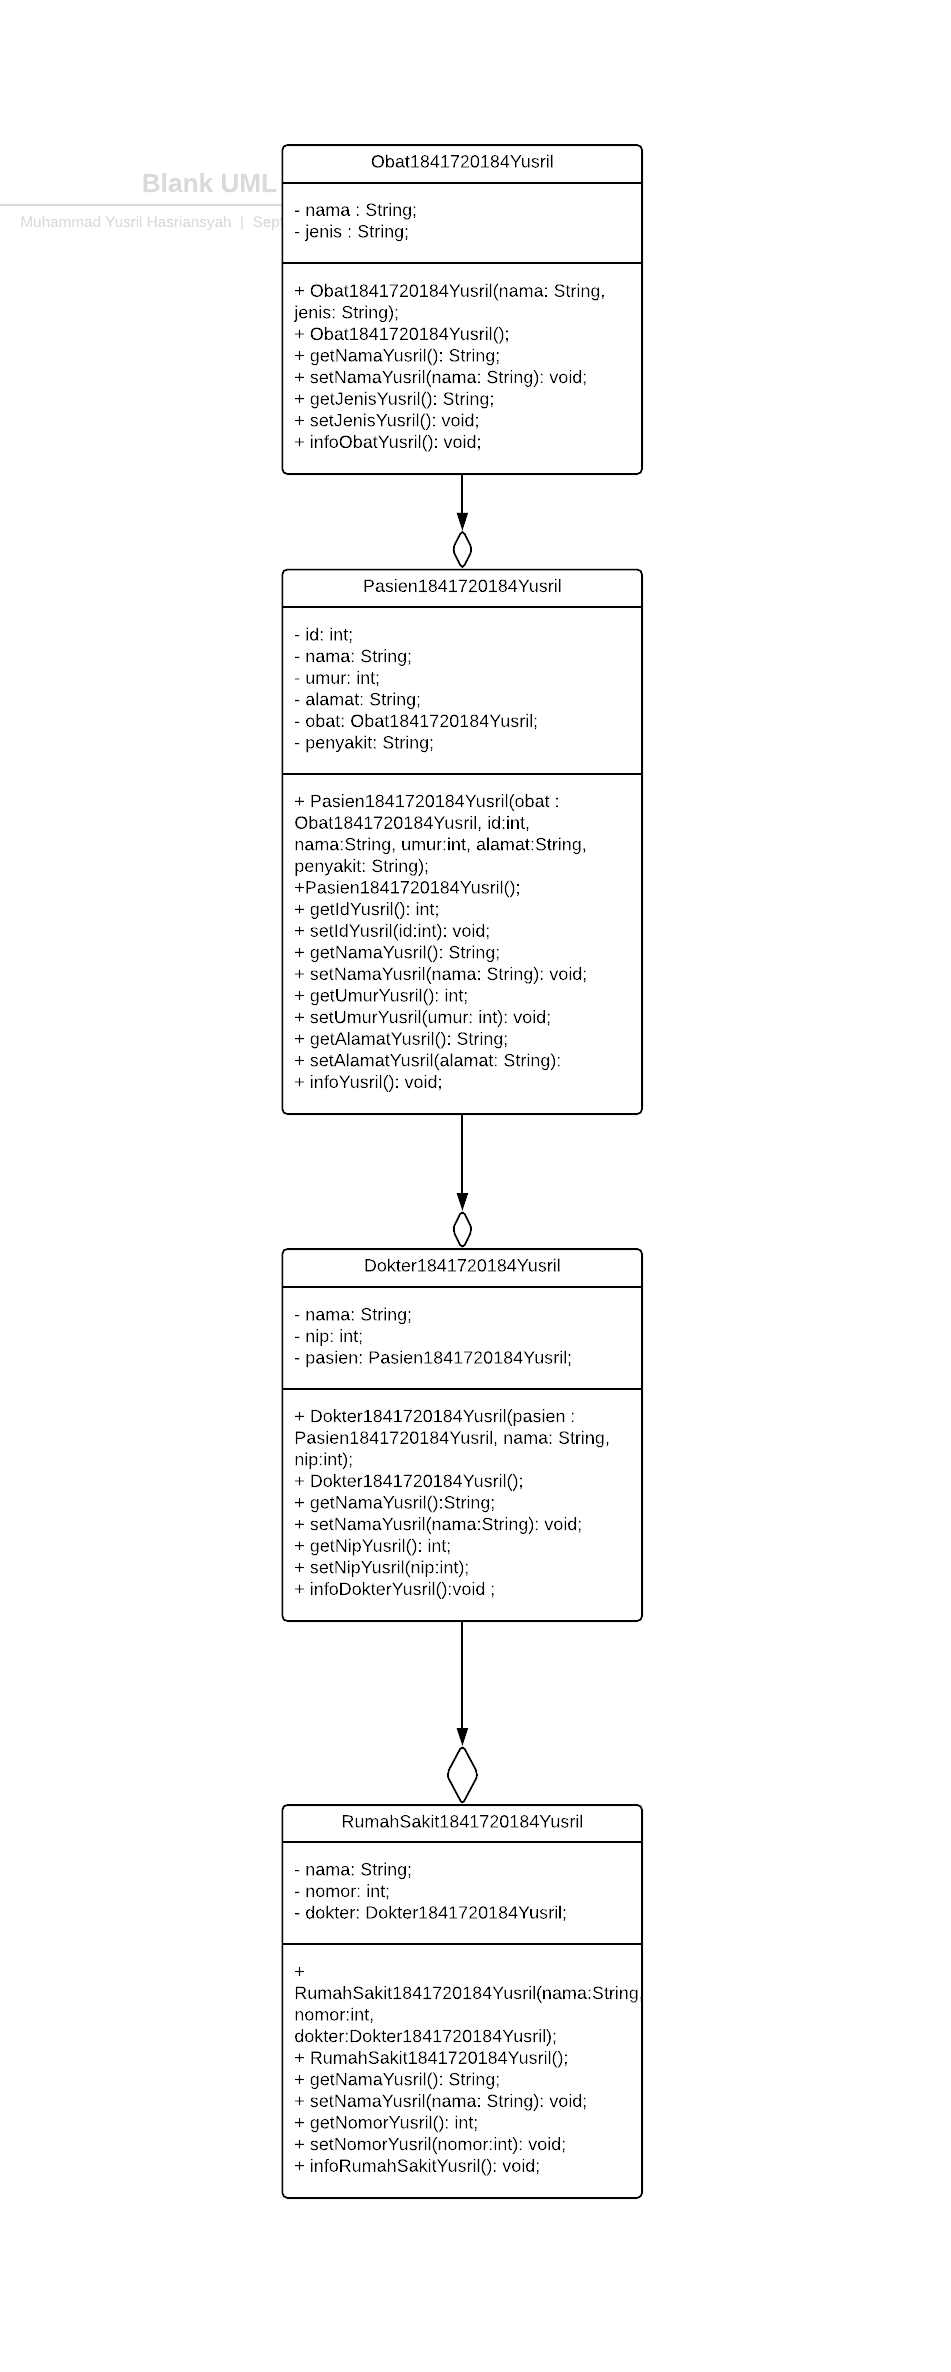 Obat1841720184Yusril
Blank UML
Muhammad Yusril Hasriansyah | Sep
- nama : String;
- jenis : String;
+ Obat1841720184Yusril(nama: String,
jenis: String);
+ Obat1841720184Yusril();
+ getNamaYusril(): String;
+ setNamaYusril(nama: String): void;
+ getJenisYusril(): String;
+ setJenisYusril(): void;
+ infoObatYusril(): void;
Pasien1841720184Yusril
- id: int;
- nama: String;
- umur: int;
- alamat: String;
- obat: Obat1841720184Yusril;
- penyakit: String;
+ Pasien1841720184Yusril(obat :
Obat1841720184Yusril, id:int,
nama:String, umur:int, alamat:String,
penyakit: String);
+Pasien1841720184Yusril();
+ getIdYusril(): int;
+ setIdYusril(id:int): void;
+ getNamaYusril(): String;
+ setNamaYusril(nama: String): void;
+ getUmurYusril(): int;
+ setUmurYusril(umur: int): void;
+ getAlamatYusril(): String;
+ setAlamatYusril(alamat: String):
+ infoYusril(): void;
Dokter1841720184Yusril
- nama: String;
- nip: int;
- pasien: Pasien1841720184Yusril;
+ Dokter1841720184Yusril(pasien :
Pasien1841720184Yusril, nama: String,
nip:int);
+ Dokter1841720184Yusril();
+ getNamaYusril():String;
+ setNamaYusril(nama:String): void;
+ getNipYusril(): int;
+ setNipYusril(nip:int);
+ infoDokterYusril():void ;
RumahSakit1841720184Yusril
- nama: String;
- nomor: int;
- dokter: Dokter1841720184Yusril;
+
RumahSakit1841720184Yusril(nama:String,
nomor:int,
dokter:Dokter1841720184Yusril);
+ RumahSakit1841720184Yusril();
+ getNamaYusril(): String;
+ setNamaYusril(nama: String): void;
+ getNomorYusril(): int;
+ setNomorYusril(nomor:int): void;
+ infoRumahSakitYusril(): void;